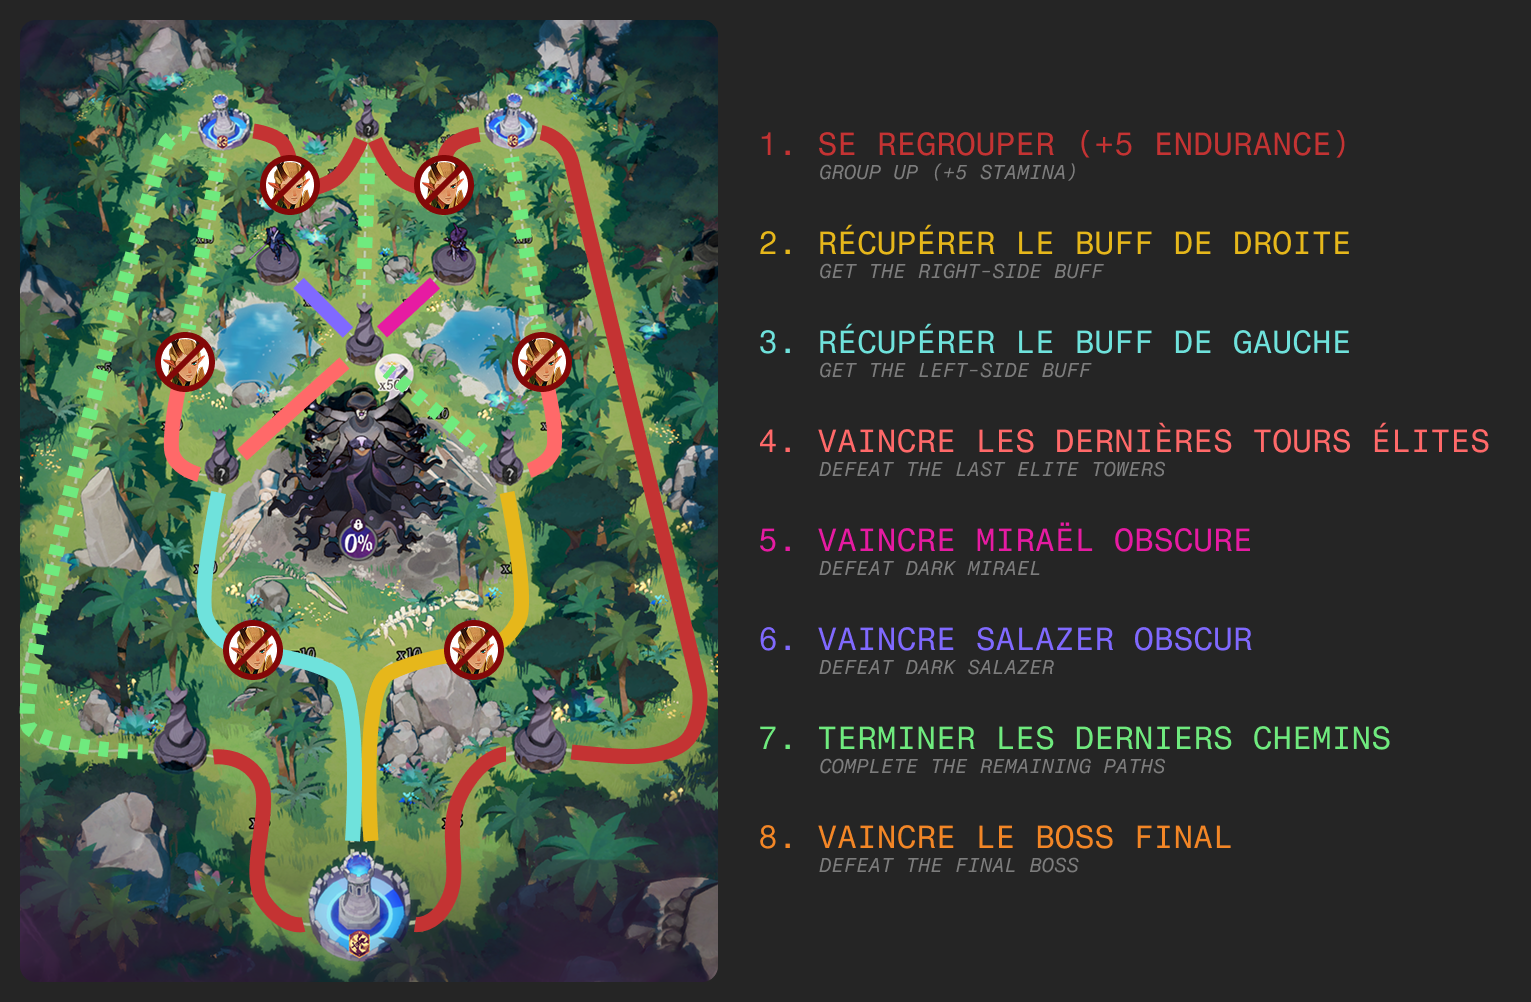 1. SE REGROUPER (+5 ENDURANCE)
GROUP UP (+5 STAMINA)
2. RÉCUPÉRER LE BUFF DE DROITE
GET THE RIGHT-SIDE BUFF
3. RÉCUPÉRER LE BUFF DE GAUCHE
GET THE LEFT-SIDE BUFF
4. VAINCRE LES DERNIÈRES TOURS ÉLITES
DEFEAT THE LAST ELITE TOWERS
5. VAINCRE MIRAËL OBSCURE
DEFEAT DARK MIRAEL
6. VAINCRE SALAZER OBSCUR
DEFEAT DARK SALAZER
7. TERMINER LES DERNIERS CHEMINS
COMPLETE THE REMAINING PATHS
8. VAINCRE LE BOSS FINAL
DEFEAT THE FINAL BOSS
?
?
?
0%
x10